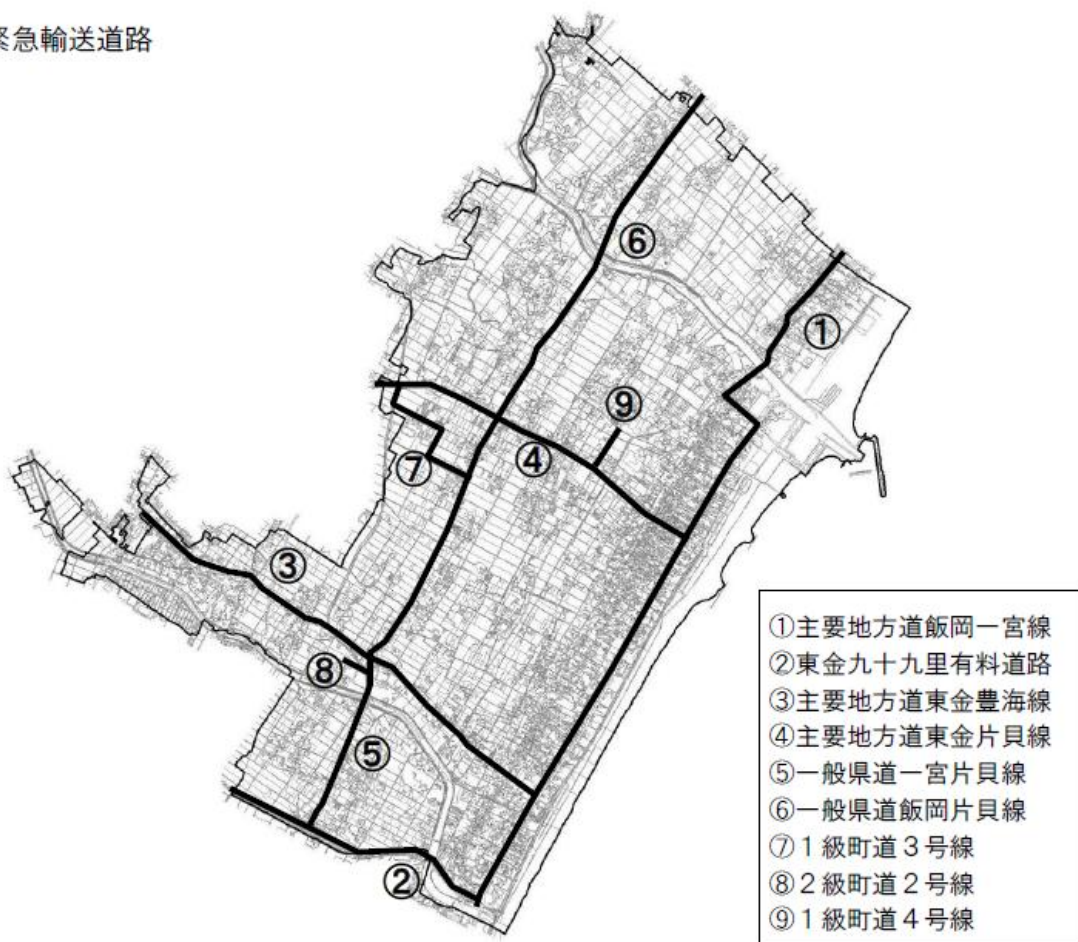 緊急輸送道路
⑥
①
⑨
④
⑦
③
⑧
⑤
②
①主要地方道飯岡一宮線
②東金九十九里有料道路
③主要地方道東金豊海線
④主要地方道東金片貝線
⑤一般県道一宮片貝線
⑥一般県道飯岡片貝線
⑦1級町道3号線
⑧2級町道2号線
⑨1級町道4号線